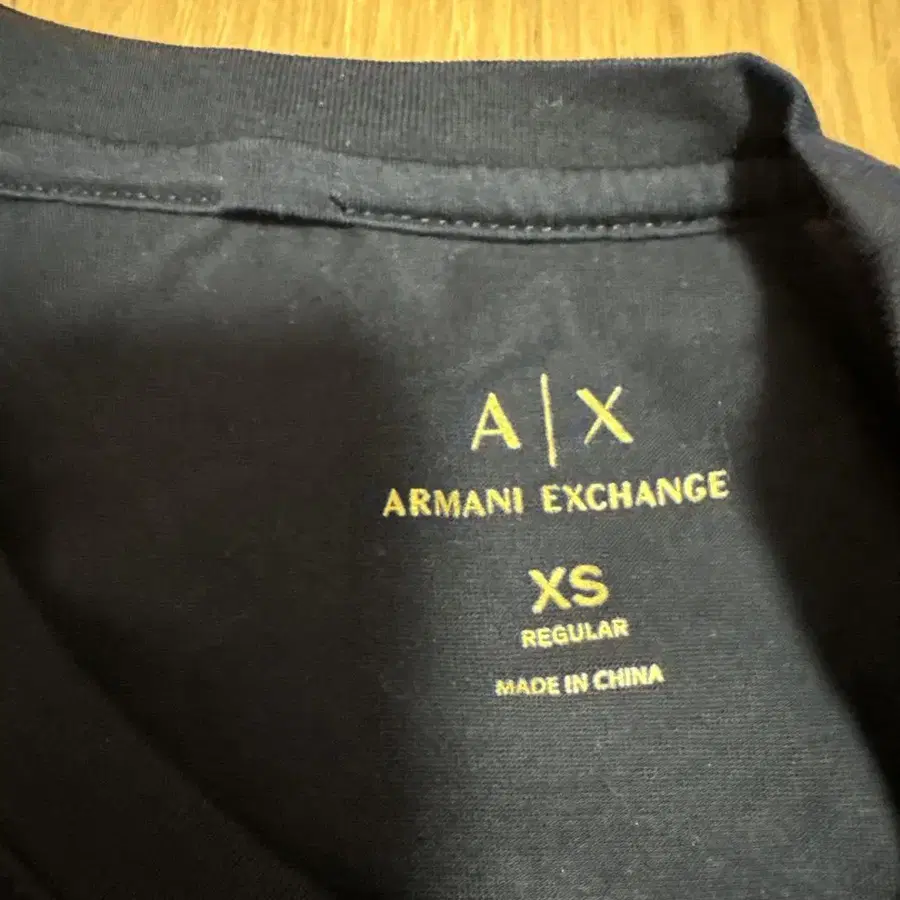 A|X
ARMANI EXCHANGE
XS
REGULAR
MADE IN CHINA